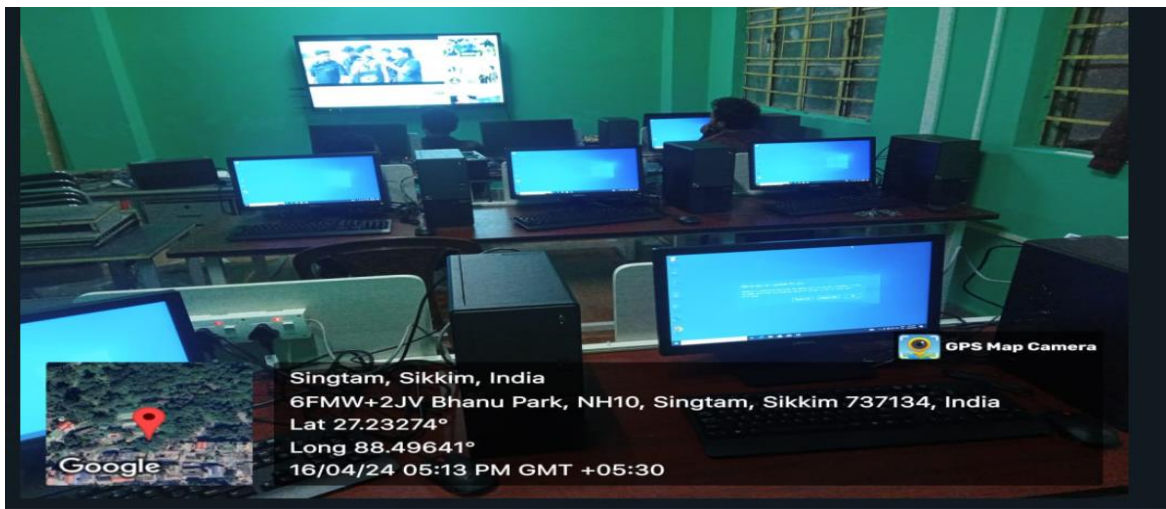 GPS Map Camera
Singtam, Sikkim, India
6FMW+2JV Bhanu Park, NH10, Singtam, Sikkim 737134, India
Lat 27.23274°
Long 88.49641°
16/04/24 05:13 PM GMT +05:30
Google